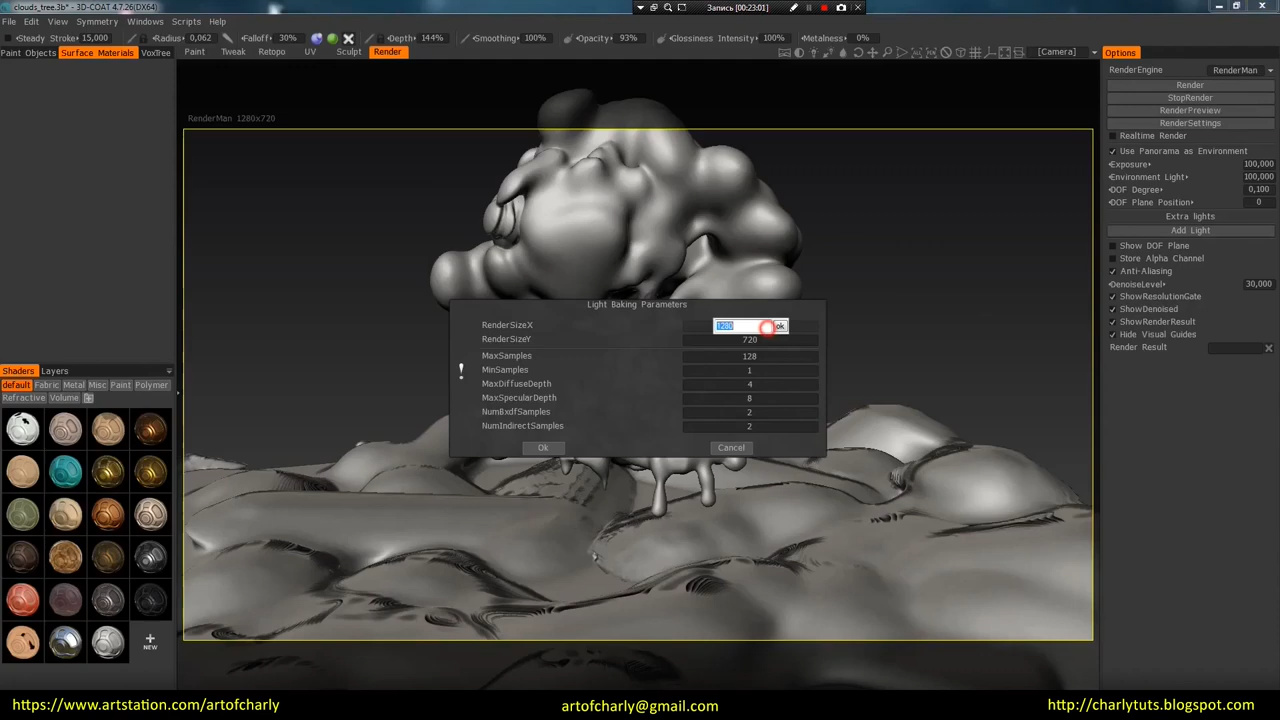 clouds_tree.3b* - 3D-COAT 4.7.26(DX64)
Запись [00:23:01]
File Edit View Symmetry Windows Scripts Help
Steady Stroke 15,000 Radius 0,062 Falloff 30% Depth 144% Smoothing 100% Opacity 93% Glossiness Intensity 100% Metalness 0%
Paint Objects Surface Materials VoxTree
Paint Tweak Retopo UV Sculpt Render
[Camera]
Options
RenderEngine RenderMan
Render
StopRender
RenderPreview
RenderSettings
Realtime Render
Use Panorama as Environment
Exposure 100,000
Environment Light 100,000
DOF Degree 0,100
DOF Plane Position 0
Extra lights
Add Light
Show DOF Plane
Store Alpha Channel
Anti-Aliasing
DenoiseLevel 30,000
ShowResolutionGate
ShowDenoised
ShowRenderResult
Hide Visual Guides
Render Result
RenderMan 1280x720
Light Baking Parameters
RenderSizeX 1280 ok
RenderSizeY 720
MaxSamples 128
MinSamples 1
MaxDiffuseDepth 4
MaxSpecularDepth 8
NumBxdfSamples 2
NumIndirectSamples 2
Ok Cancel
Shaders Layers
default Fabric Metal Misc Paint Polymer
Refractive Volume
NEW
https://www.artstation.com/artofcharly
artofcharly@gmail.com
http://charlytuts.blogspot.com